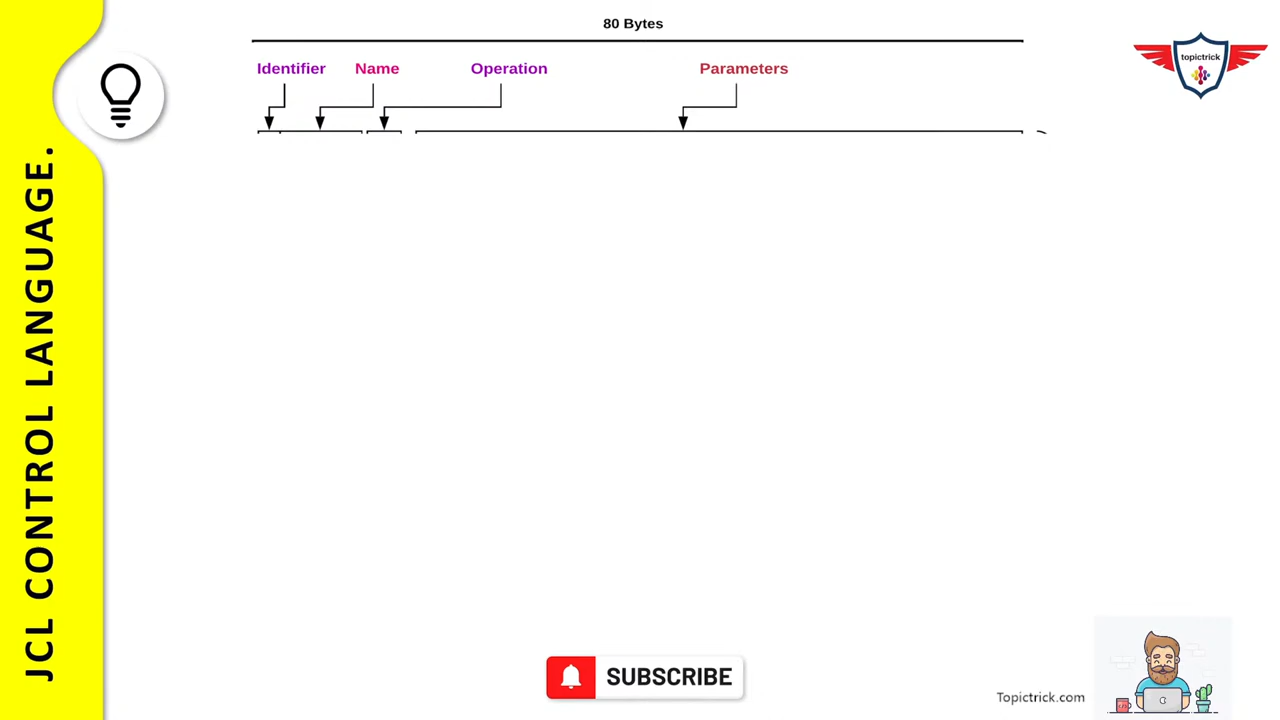 80 Bytes
Identifier Name Operation Parameters
topictrick
JCL CONTROL LANGUAGE.
SUBSCRIBE
Topictrick.com